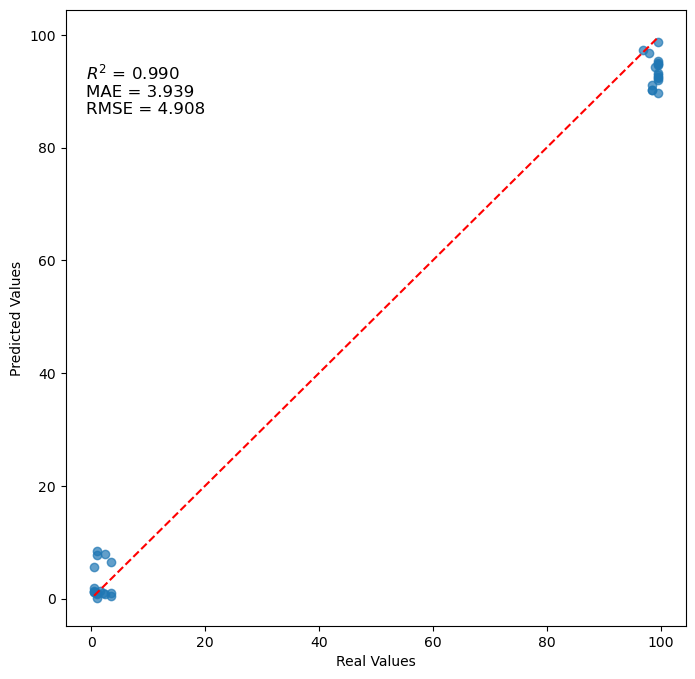 100
80
60
40
20
0
R² = 0.990
MAE = 3.939
RMSE = 4.908
Predicted Values
0 20 40 60 80 100
Real Values